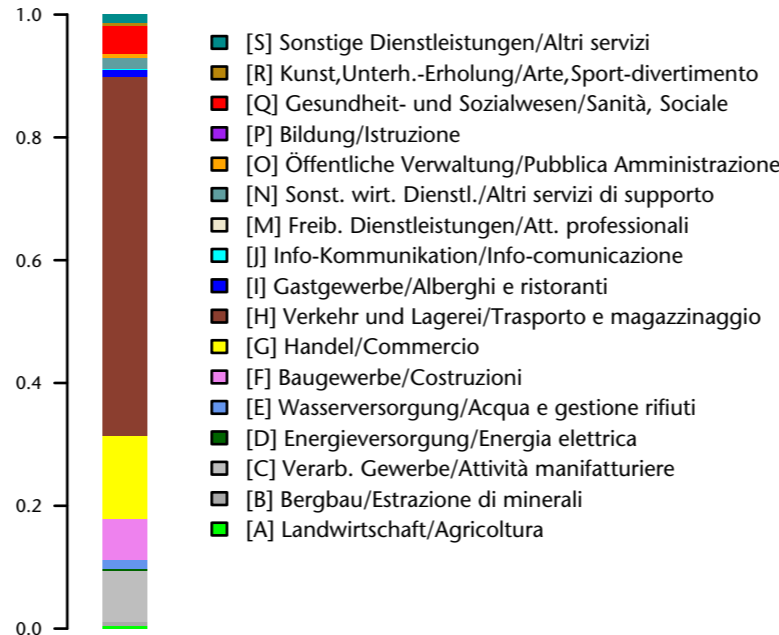 1.0
0.8
0.6
0.4
0.2
0.0
[S] Sonstige Dienstleistungen/Altri servizi
[R] Kunst,Unterh.-Erholung/Arte,Sport-divertimento
[Q] Gesundheit- und Sozialwesen/Sanità, Sociale
[P] Bildung/Istruzione
[O] Öffentliche Verwaltung/Pubblica Amministrazione
[N] Sonst. wirt. Dienstl./Altri servizi di supporto
[M] Freib. Dienstleistungen/Att. professionali
[J] Info-Kommunikation/Info-comunicazione
[I] Gastgewerbe/Alberghi e ristoranti
[H] Verkehr und Lagerei/Trasporto e magazzinaggio
[G] Handel/Commercio
[F] Baugewerbe/Costruzioni
[E] Wasserversorgung/Acqua e gestione rifiuti
[D] Energieversorgung/Energia elettrica
[C] Verarb. Gewerbe/Attività manifatturiere
[B] Bergbau/Estrazione di minerali
[A] Landwirtschaft/Agricoltura